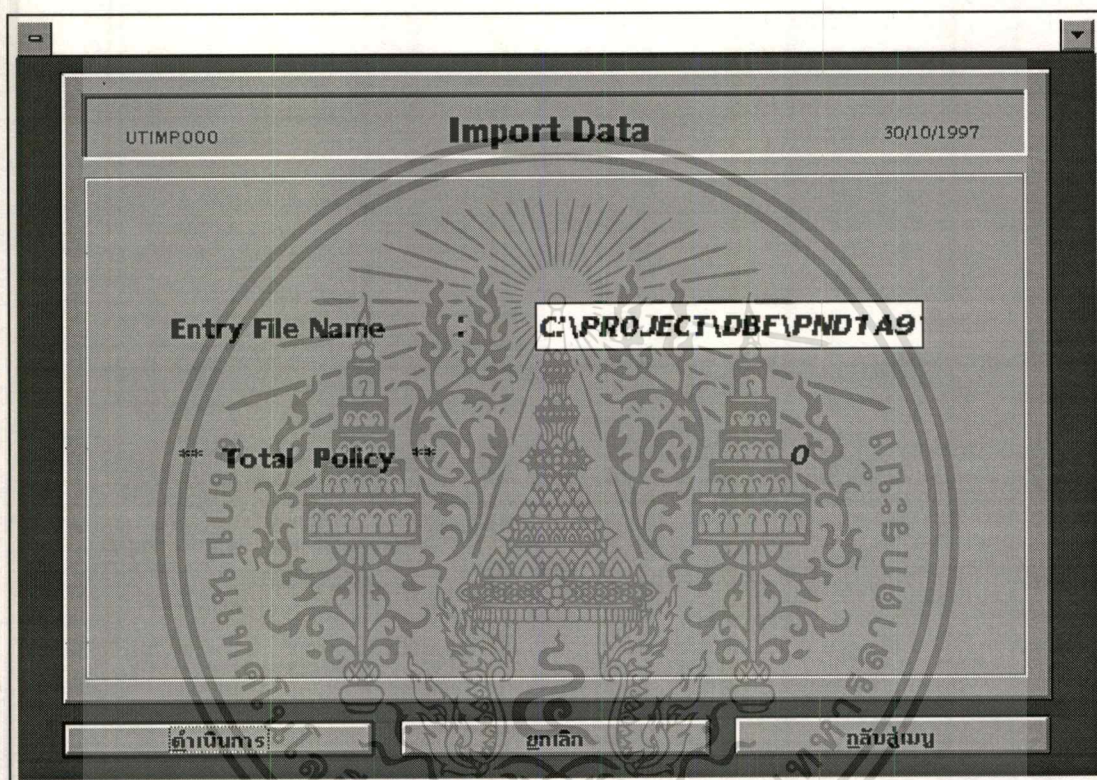 UTIMP000
Import Data
30/10/1997
Entry File Name :
C:\PROJECT\DBF\PND1A9
** Total Policy **
0
ดำเนินการ
ยกเลิก
กลับสู่เมนู